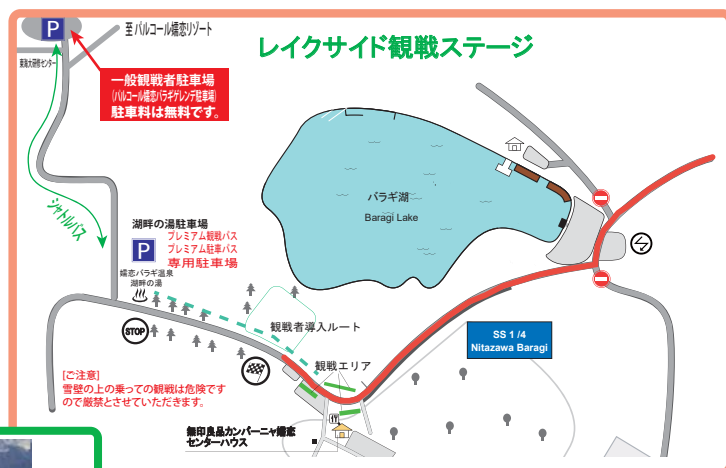 レイクサイド観戦ステージ
P
至バルコール嬬恋リゾート
東海大研修センター
一般観戦者駐車場
(バルコール嬬恋バラギゲレンデ駐車場)
駐車料は無料です。
シャトルバス
バラギ湖
Baragi Lake
湖畔の湯駐車場
P
プレミアム観戦パス
プレミアム駐車パス
専用駐車場
嬬恋バラギ温泉
湖畔の湯
STOP
観戦者導入ルート
観戦エリア
SS 1 /4
Nitazawa Baragi
[ご注意]
雪壁の上の乗っての観戦は危険です
ので厳禁とさせていただきます。
無印良品カンパーニャ嬬恋
センターハウス